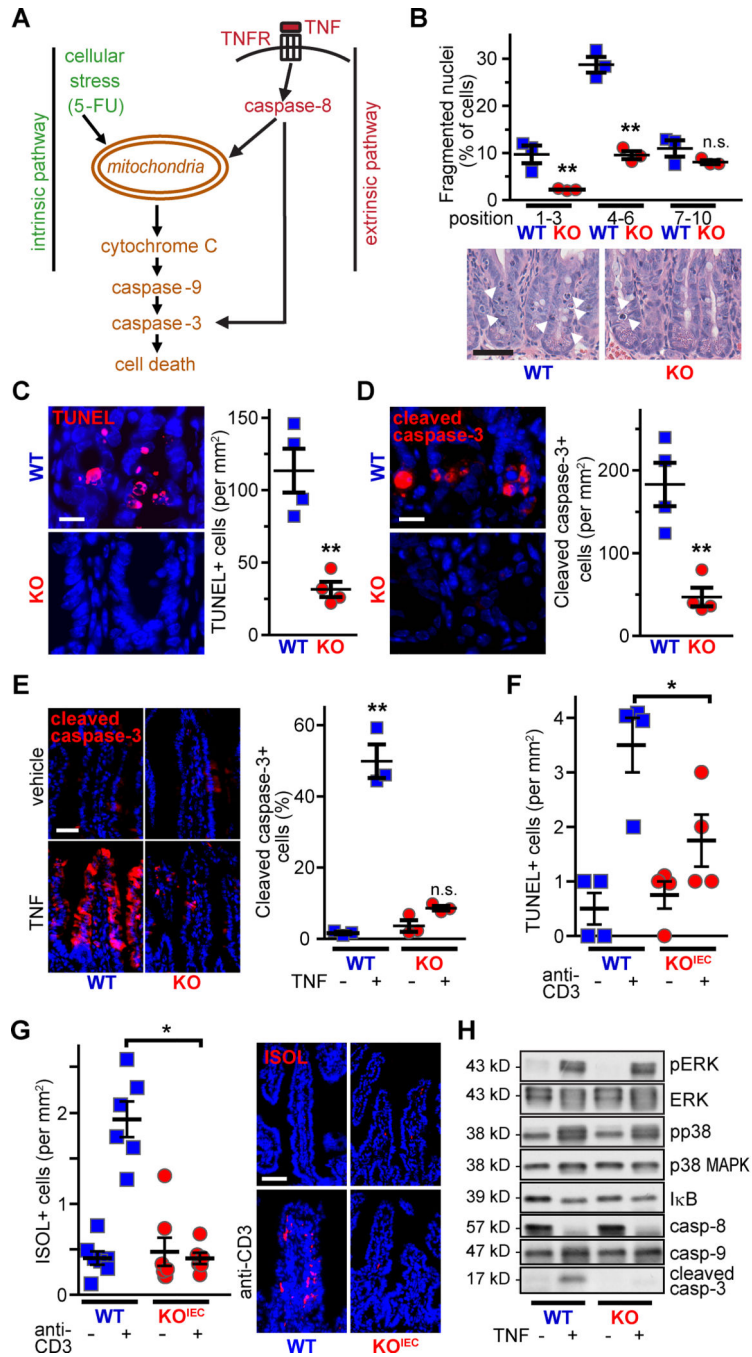 A
TNF
TNFR
cellular
stress
(5-FU)
caspase-8
mitochondria
intrinsic pathway
extrinsic pathway
cytochrome C
caspase-9
caspase-3
cell death
B
Fragmented nuclei
(% of cells)
30
20
10
0
**
**
n.s.
position 1-3 4-6 7-10
WT KO WT KO WT KO
WT KO
C
TUNEL
WT
KO
TUNEL+ cells (per mm²)
150
100
50
0
**
WT KO
D
cleaved
caspase-3
WT
KO
Cleaved caspase-3+
cells (per mm²)
200
100
0
**
WT KO
E
cleaved
caspase-3
vehicle
TNF
WT KO
Cleaved caspase-3+
cells (%)
60
40
20
0
**
n.s.
WT KO
TNF - + - +
F
TUNEL+ cells (per mm²)
4
3
2
1
0
*
WT KOIEC
anti-
CD3 - + - +
G
ISOL+ cells (per mm²)
2
1
0
*
WT KOIEC
anti-
CD3 - + - +
ISOL
anti-CD3
WT KOIEC
H
43 kD pERK
43 kD ERK
38 kD pp38
38 kD p38 MAPK
39 kD IκB
57 kD casp-8
47 kD casp-9
17 kD cleaved
casp-3
WT KO
TNF - + - +